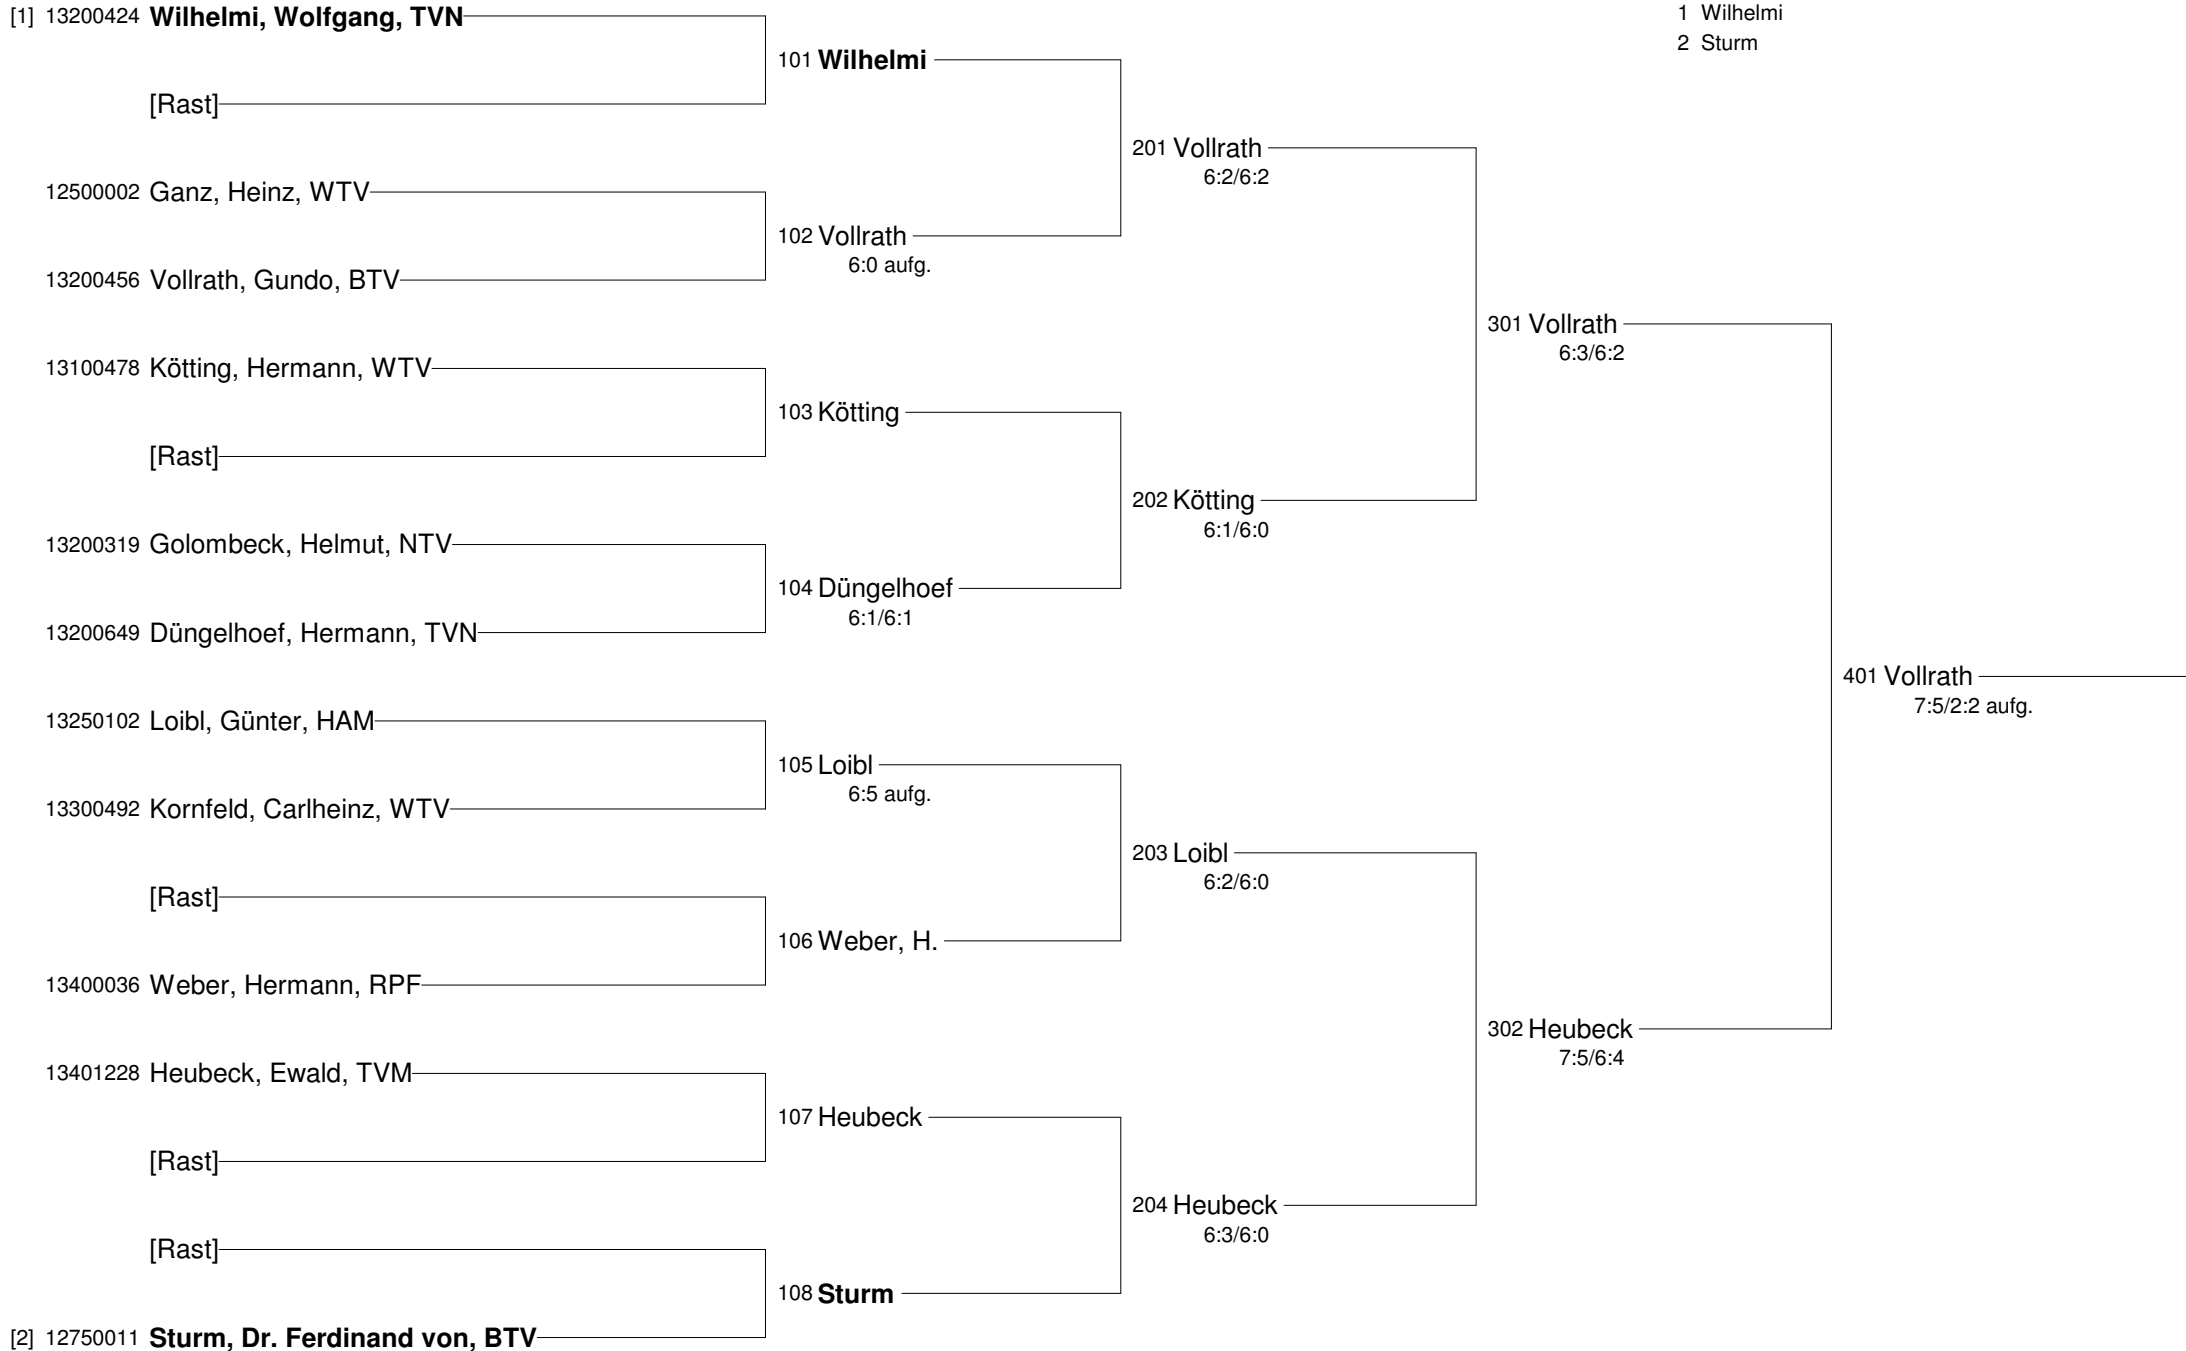 [1] 13200424 Wilhelmi, Wolfgang, TVN
[Rast]
12500002 Ganz, Heinz, WTV
13200456 Vollrath, Gundo, BTV
13100478 Kötting, Hermann, WTV
[Rast]
13200319 Golombeck, Helmut, NTV
13200649 Düngelhoef, Hermann, TVN
13250102 Loibl, Günter, HAM
13300492 Kornfeld, Carlheinz, WTV
[Rast]
13400036 Weber, Hermann, RPF
13401228 Heubeck, Ewald, TVM
[Rast]
[Rast]
[2] 12750011 Sturm, Dr. Ferdinand von, BTV
101 Wilhelmi
102 Vollrath
6:0 aufg.
103 Kötting
104 Düngelhoef
6:1/6:1
105 Loibl
6:5 aufg.
106 Weber, H.
107 Heubeck
108 Sturm
201 Vollrath
6:2/6:2
202 Kötting
6:1/6:0
203 Loibl
6:2/6:0
204 Heubeck
6:3/6:0
301 Vollrath
6:3/6:2
302 Heubeck
7:5/6:4
401 Vollrath
7:5/2:2 aufg.
1 Wilhelmi
2 Sturm